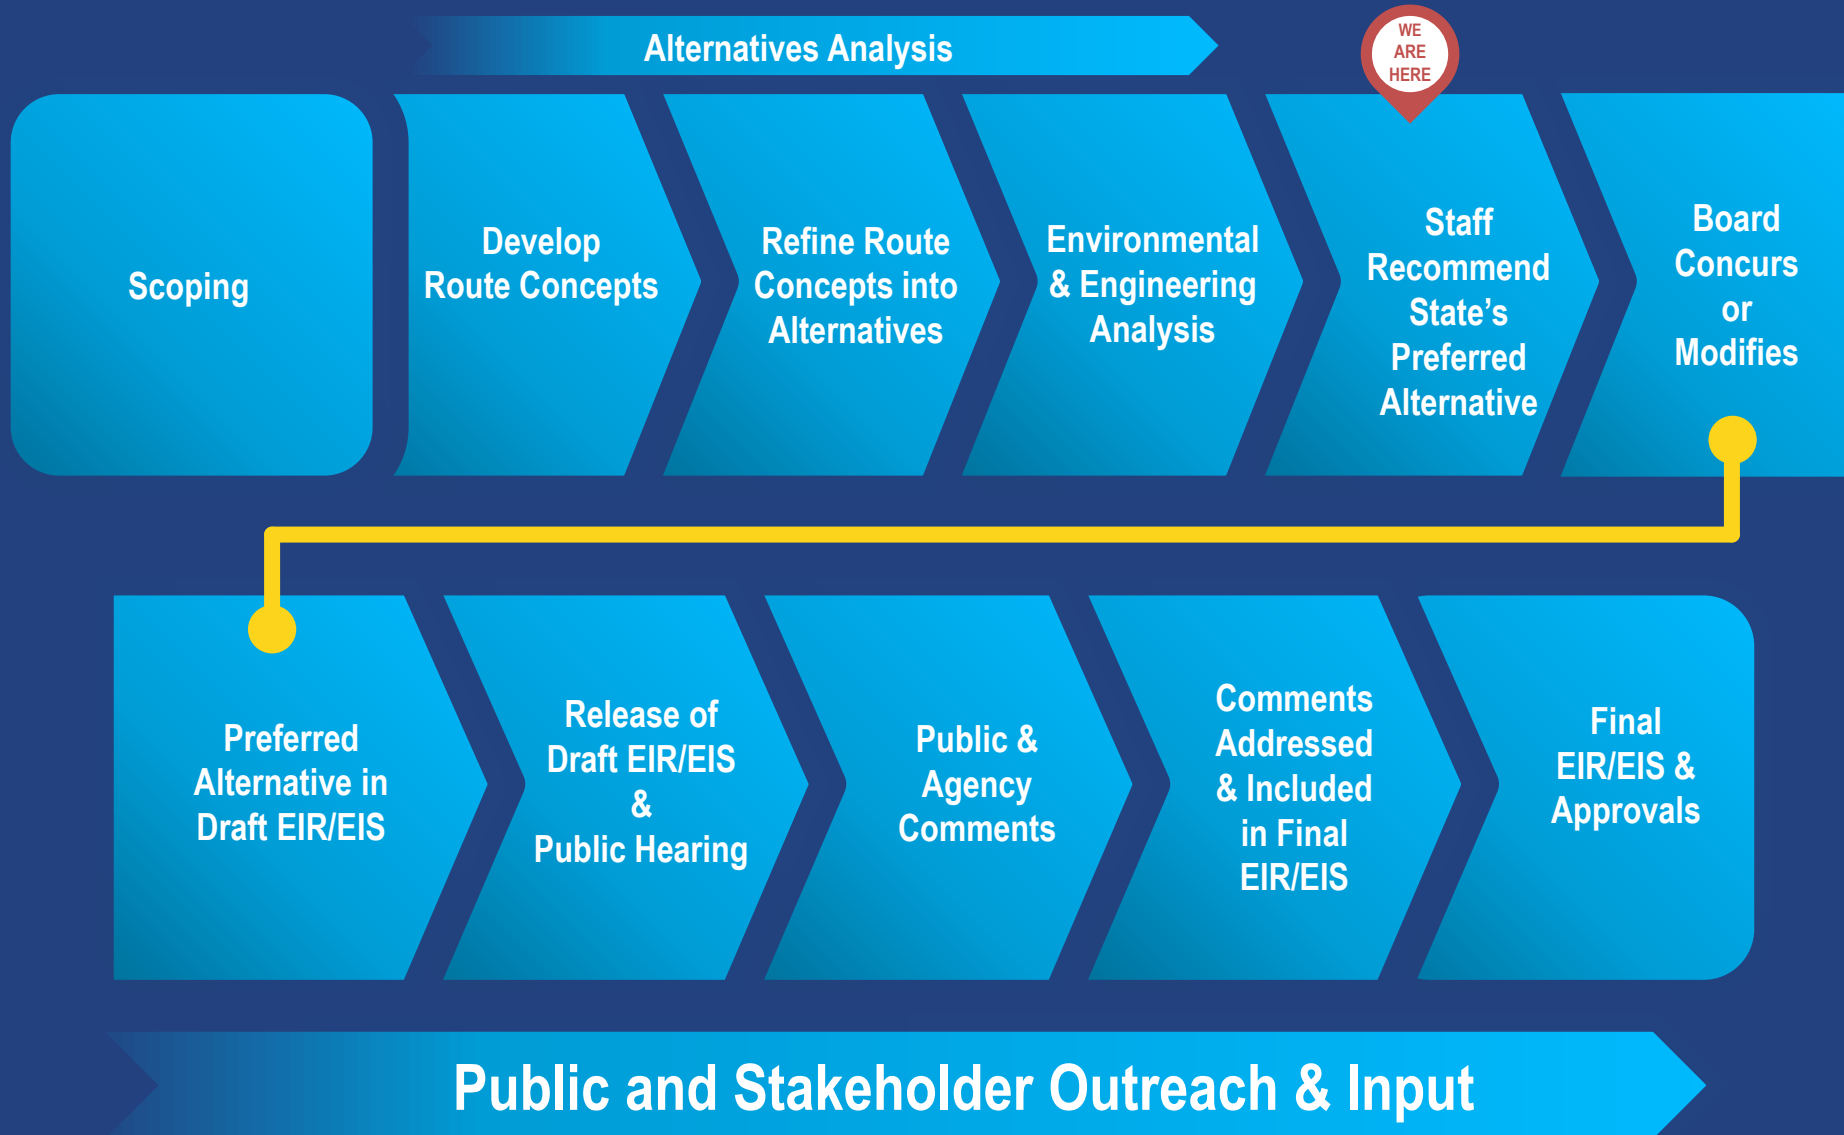 Alternatives Analysis
WE
ARE
HERE
Scoping
Develop
Route Concepts
Refine Route
Concepts into
Alternatives
Environmental
& Engineering
Analysis
Staff
Recommend
State’s
Preferred
Alternative
Board
Concurs
or
Modifies
Preferred
Alternative in
Draft EIR/EIS
Release of
Draft EIR/EIS
&
Public Hearing
Public &
Agency
Comments
Comments
Addressed
& Included
in Final
EIR/EIS
Final
EIR/EIS &
Approvals
Public and Stakeholder Outreach & Input